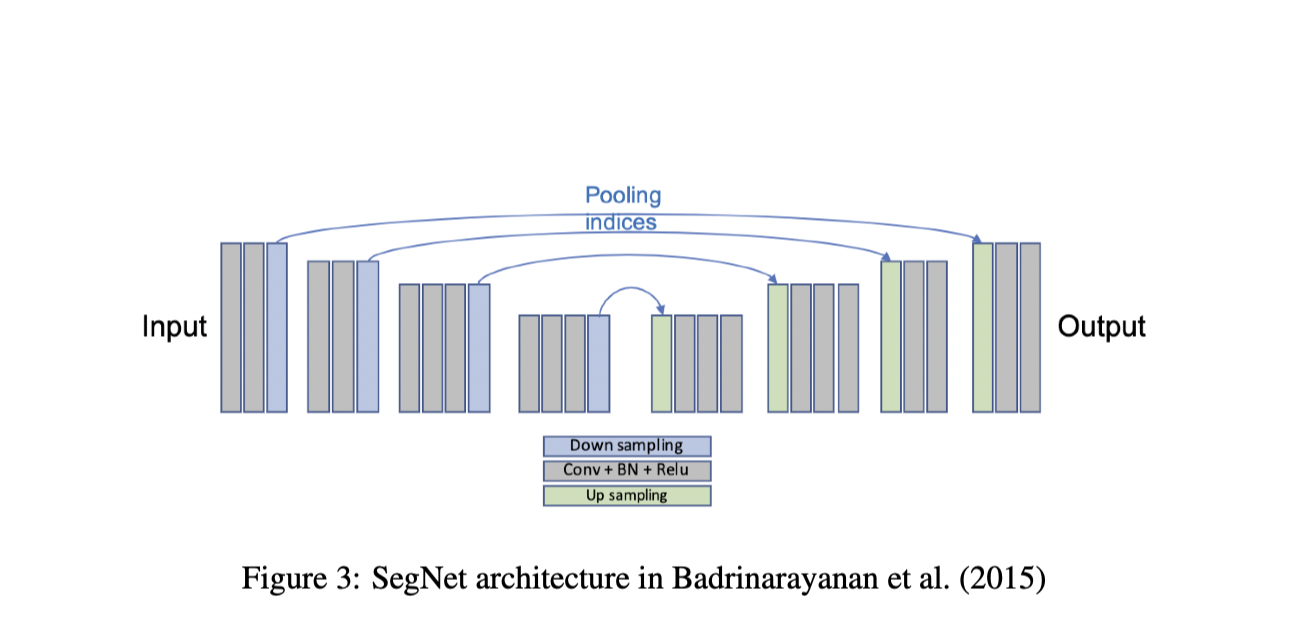 Pooling
indices
Input
Output
Down sampling
Conv + BN + Relu
Up sampling
Figure 3: SegNet architecture in Badrinarayanan et al. (2015)